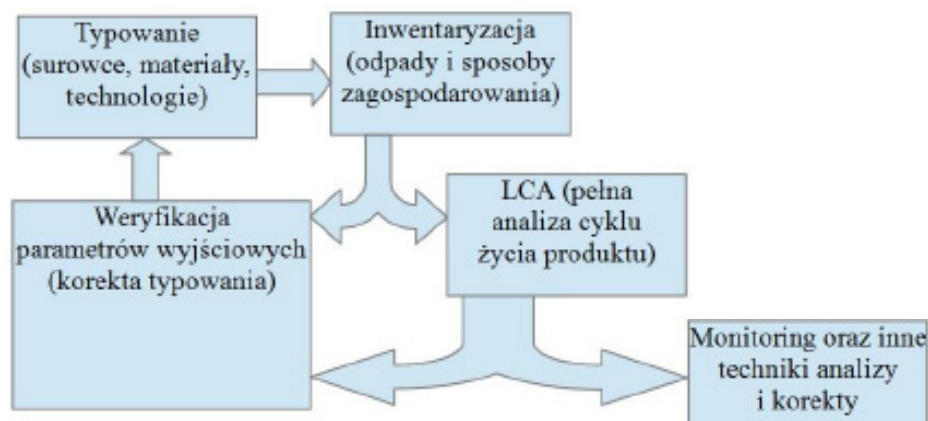 Typowanie
(surowce, materiały,
technologie)
Inwentaryzacja
(odpady i sposoby
zagospodarowania)
Weryfikacja
parametrów wyjściowych
(korekta typowania)
LCA (pełna
analiza cyklu
życia produktu)
Monitoring oraz inne
techniki analizy
i korekty